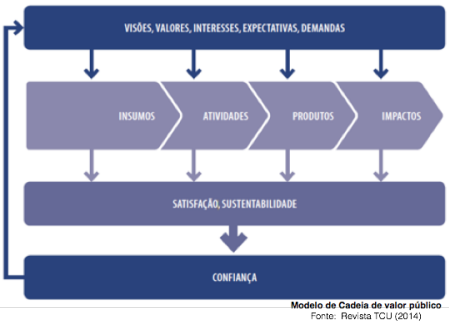 VISÕES, VALORES, INTERESSES, EXPECTATIVAS, DEMANDAS
INSUMOS
ATIVIDADES
PRODUTOS
IMPACTOS
SATISFAÇÃO, SUSTENTABILIDADE
CONFIANÇA
Modelo de Cadeia de valor público
Fonte: Revista TCU (2014)